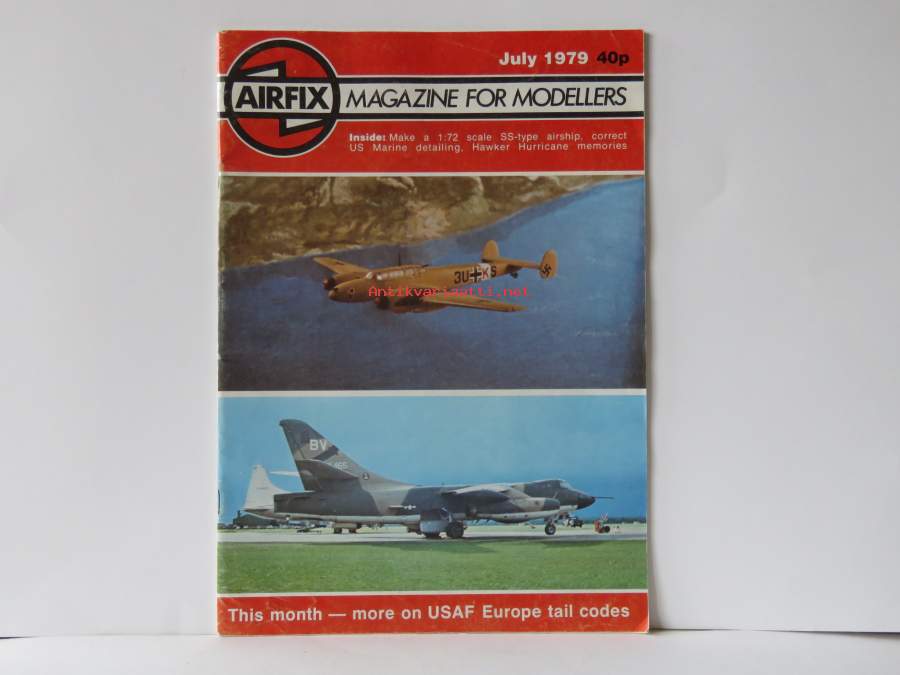 July 1979 40p
AIRFIX
MAGAZINE FOR MODELLERS
Inside: Make a 1:72 scale SS-type airship, correct
US Marine detailing, Hawker Hurricane memories
3U KS
Antikvariaatti.net
BV
This month — more on USAF Europe tail codes